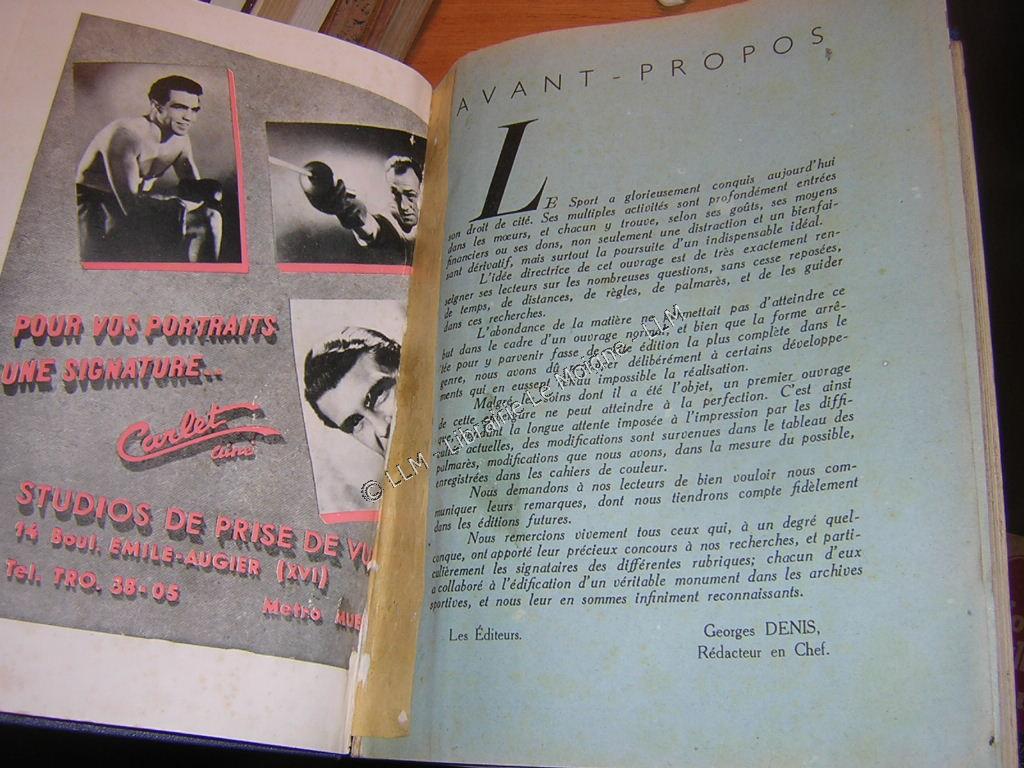 POUR VOS PORTRAITS
UNE SIGNATURE..
Carlet
aîné
STUDIOS DE PRISE DE VU
14 Boul. EMILE-AUGIER (XVI)
Tel. TRO. 38-05
Metro MUE
AVANT-PROPOS
LE Sport a glorieusement conquis aujourd'hui
son droit de cité. Ses multiples activités sont profondément entrées
dans les mœurs, et chacun y trouve, selon ses goûts, ses moyens
financiers ou ses dons, non seulement une distraction et un bienfai-
sant dérivatif, mais surtout la poursuite d'un indispensable idéal.
L'idée directrice de cet ouvrage est de très exactement ren-
seigner ses lecteurs sur les nombreuses questions, sans cesse reposées,
de temps, de distances, de règles, de palmarès, et de les guider
dans ces recherches.
L'abondance de la matière ne permettait pas d'atteindre ce
but dans le cadre d'un ouvrage normal, et bien que la forme arrê-
tée pour y parvenir fasse de cette édition la plus complète dans le
genre, nous avons dû délibérément à certains développe-
ments qui en eussent rendu impossible la réalisation.
Malgré soins dont il a été l'objet, un premier ouvrage
de cette ne peut atteindre à la perfection. C'est ainsi
la longue attente imposée à l'impression par les diffi-
cultés actuelles, des modifications sont survenues dans le tableau des
palmarès, modifications que nous avons, dans la mesure du possible,
enregistrées dans les cahiers de couleur.
Nous demandons à nos lecteurs de bien vouloir nous com-
muniquer leurs remarques, dont nous tiendrons compte fidèlement
dans les éditions futures.
Nous remercions vivement tous ceux qui, à un degré quel-
conque, ont apporté leur précieux concours à nos recherches, et parti-
culièrement les signataires des différentes rubriques; chacun d'eux
a collaboré à l'édification d'un véritable monument dans les archives
sportives, et nous leur en sommes infiniment reconnaissants.
Les Éditeurs.
Georges DENIS,
Rédacteur en Chef.
© LLM - Librairie Le Moigne - LLM